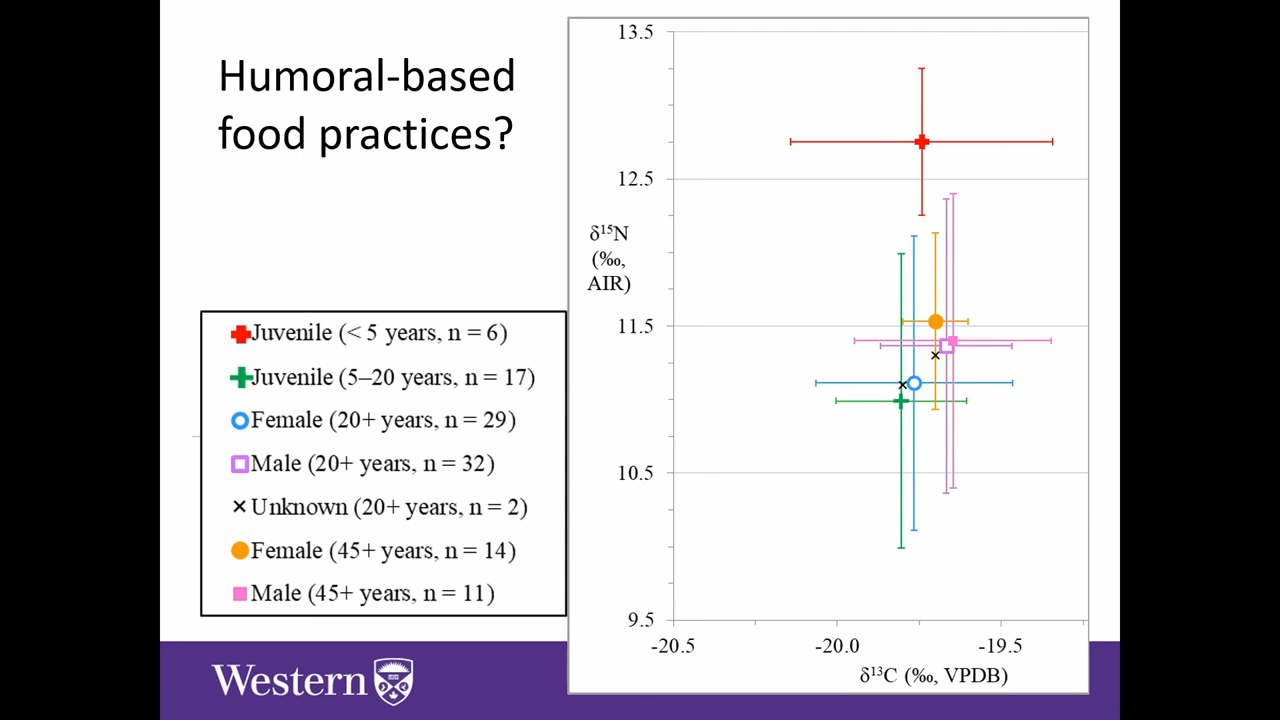 Humoral-based
food practices?
Juvenile (< 5 years, n = 6)
Juvenile (5–20 years, n = 17)
Female (20+ years, n = 29)
Male (20+ years, n = 32)
Unknown (20+ years, n = 2)
Female (45+ years, n = 14)
Male (45+ years, n = 11)
Western
13.5
12.5
δ¹⁵N
(‰,
AIR)
11.5
10.5
9.5
-20.5
-20.0
-19.5
δ¹³C (‰, VPDB)